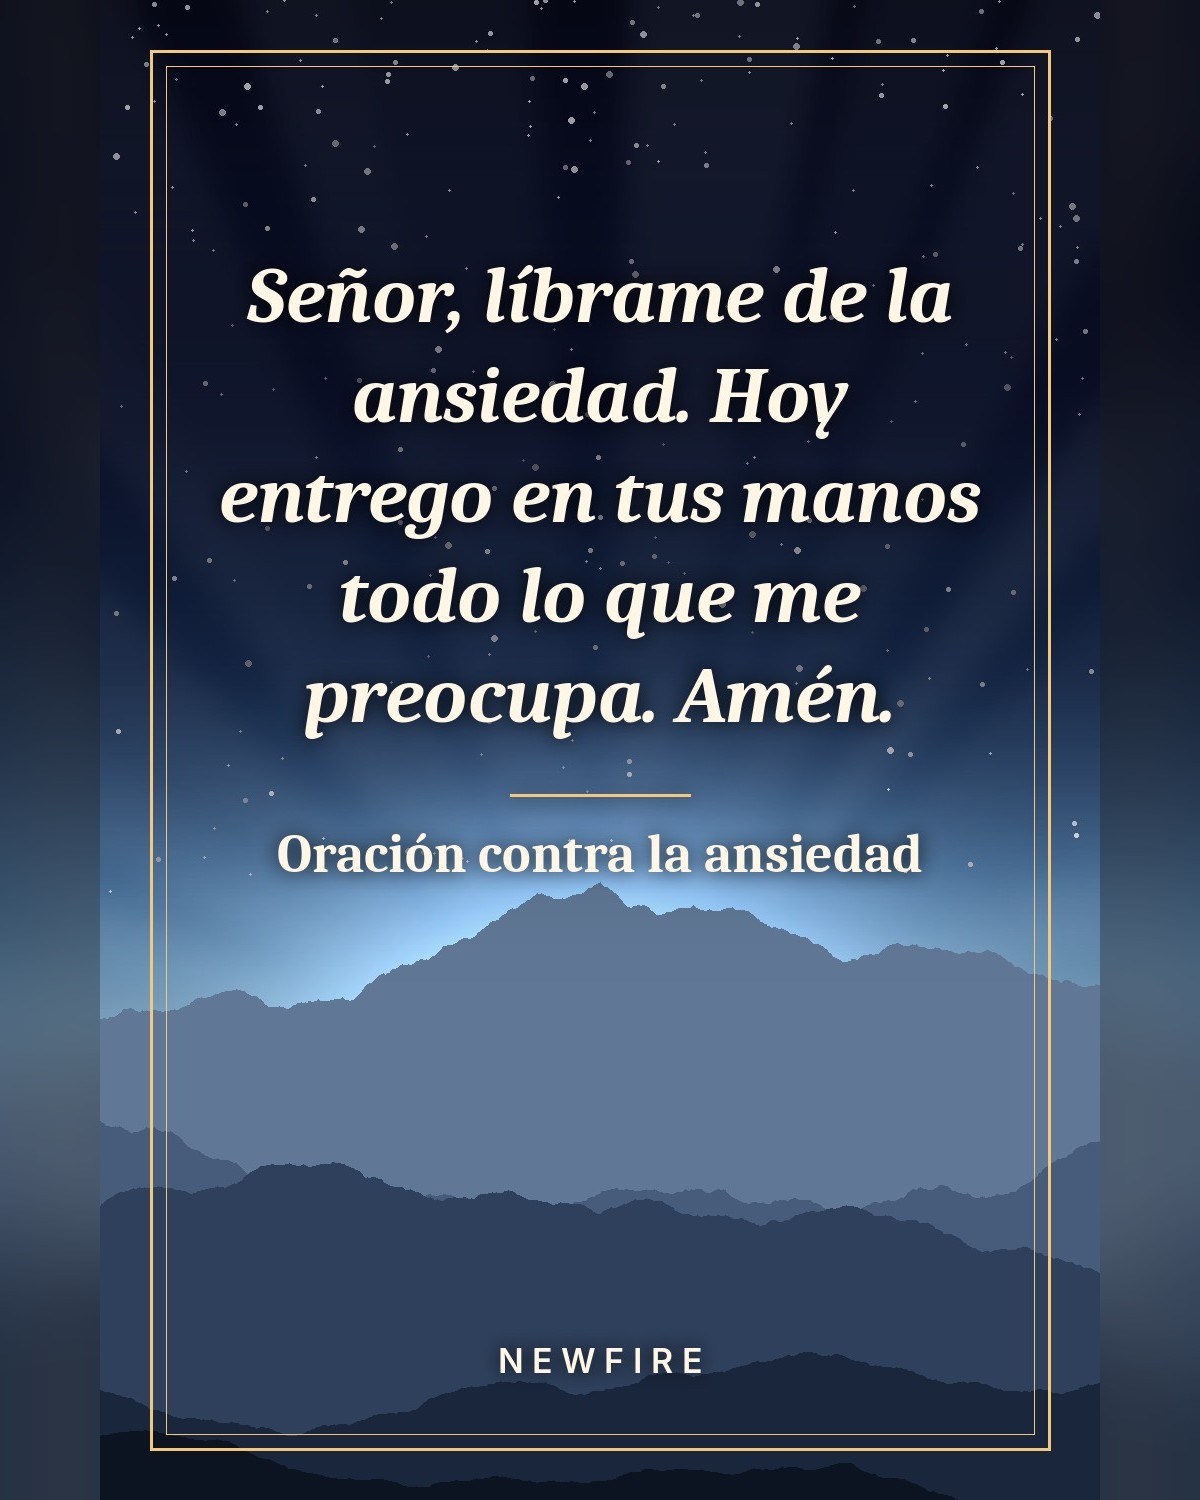 Señor, líbrame de la
ansiedad. Hoy
entrego en tus manos
todo lo que me
preocupa. Amén.
Oración contra la ansiedad
NEWFIRE